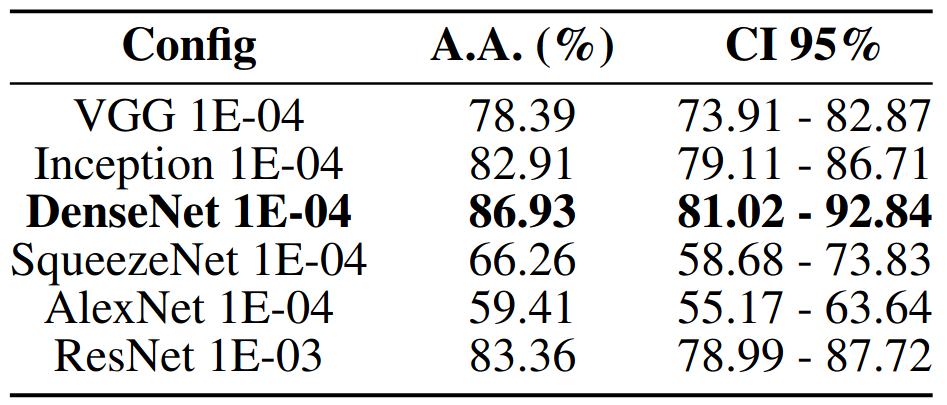 Config A.A. (%) CI 95%
VGG 1E-04 78.39 73.91 - 82.87
Inception 1E-04 82.91 79.11 - 86.71
DenseNet 1E-04 86.93 81.02 - 92.84
SqueezeNet 1E-04 66.26 58.68 - 73.83
AlexNet 1E-04 59.41 55.17 - 63.64
ResNet 1E-03 83.36 78.99 - 87.72